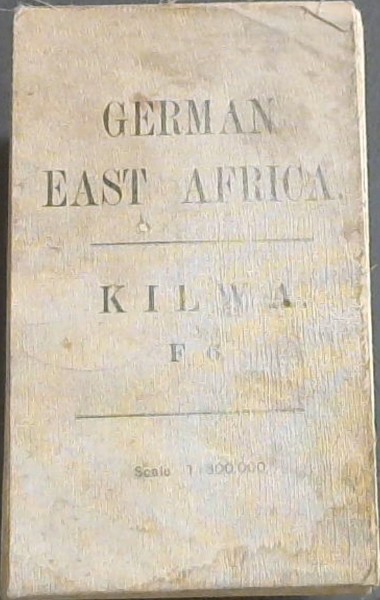 GERMAN
EAST AFRICA.
KILWA.
F 6
Scale 1:300,000.